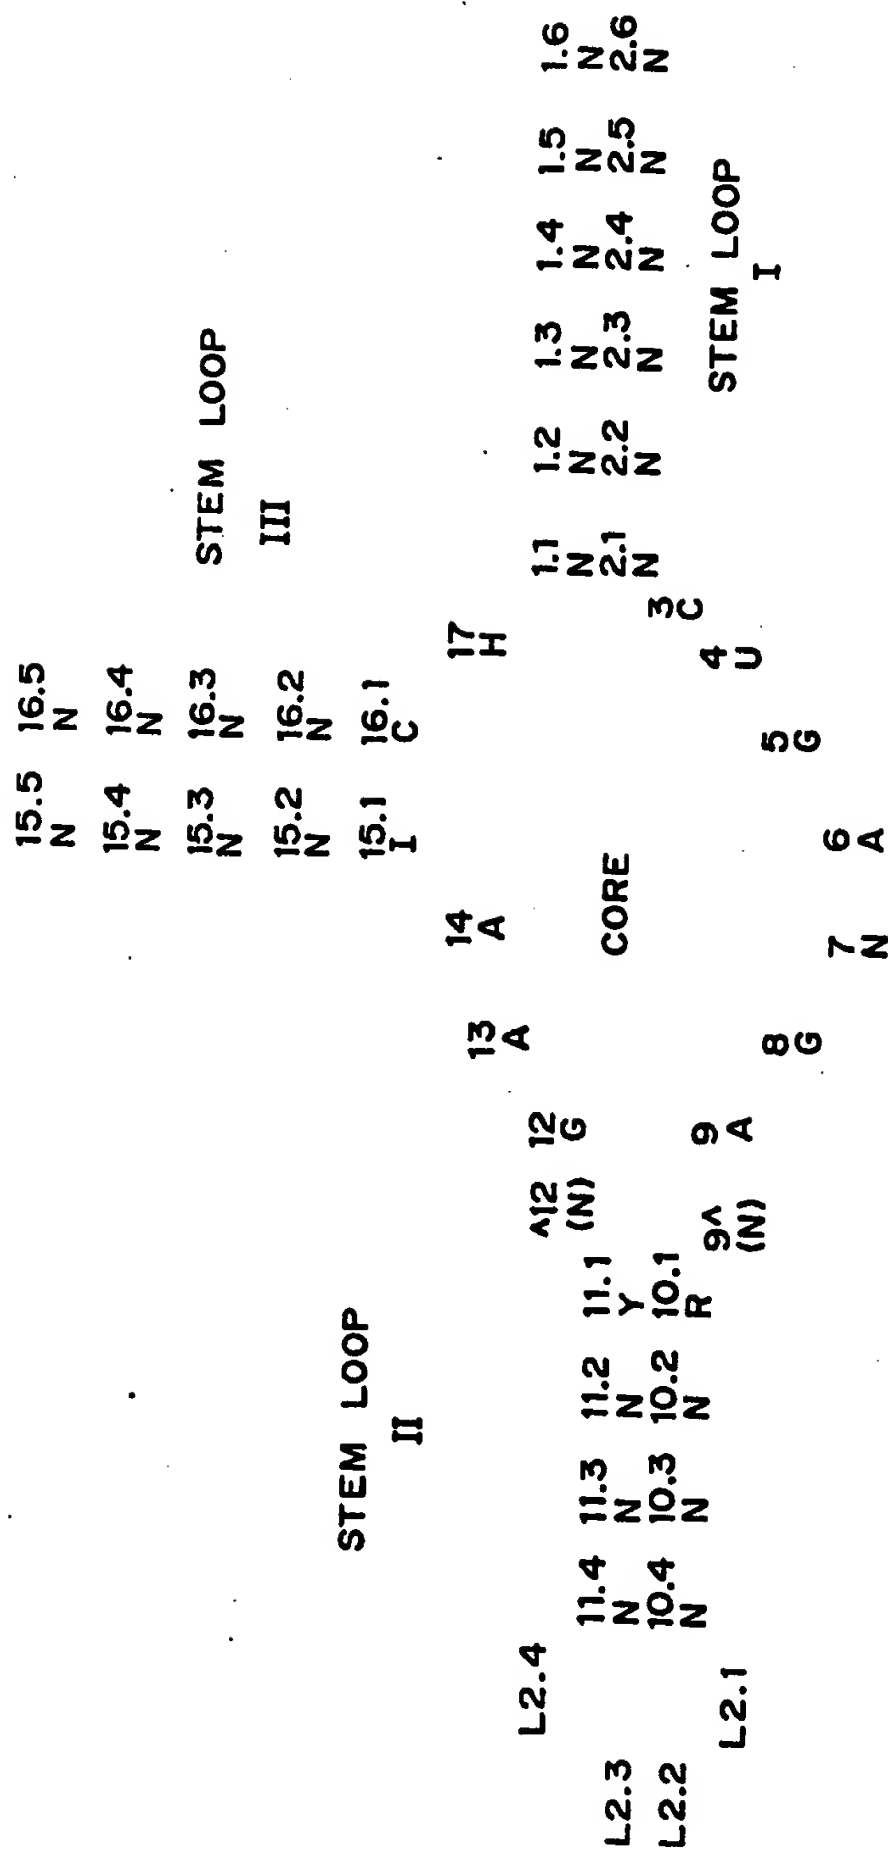 15.5 16.5
N N
15.4 16.4
N N
15.3 16.3
N N
15.2 16.2
N N
15.1 16.1
I C
STEM LOOP
III
STEM LOOP
II
14
A
17
H
13
A
^12 12
(N) G
1.1 1.2 1.3 1.4 1.5 1.6
N N N N N N
2.1 2.2 2.3 2.4 2.5 2.6
N N N N N N
STEM LOOP
I
L2.4
11.4 11.3 11.2 11.1
N N N Y
L2.3
CORE
10.4 10.3 10.2 10.1
N N N R
L2.2
L2.1
9^ 9
(N) A
3
C
4
U
8 5
G G
7 6
N A